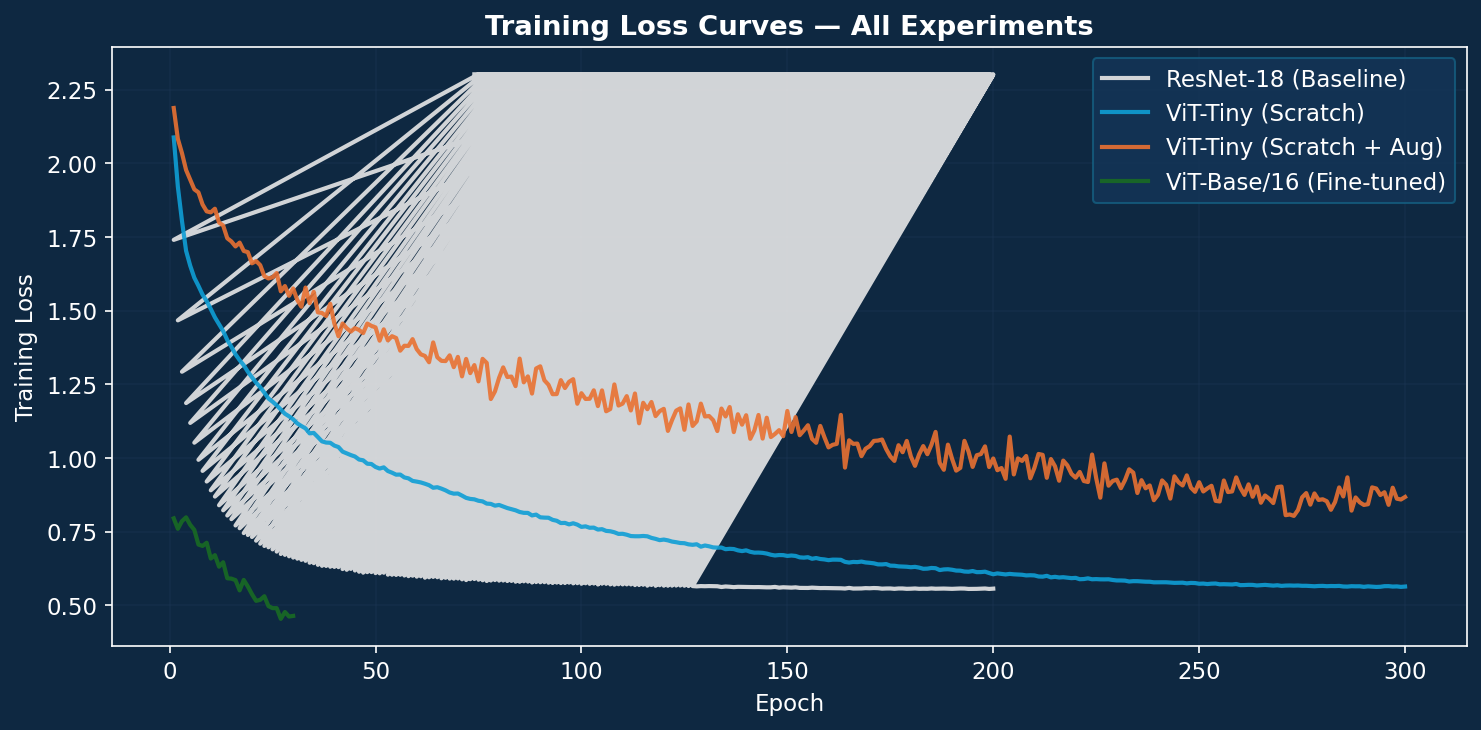 Training Loss Curves — All Experiments
ResNet-18 (Baseline)
ViT-Tiny (Scratch)
ViT-Tiny (Scratch + Aug)
ViT-Base/16 (Fine-tuned)
Training Loss
2.25
2.00
1.75
1.50
1.25
1.00
0.75
0.50
0 50 100 150 200 250 300
Epoch